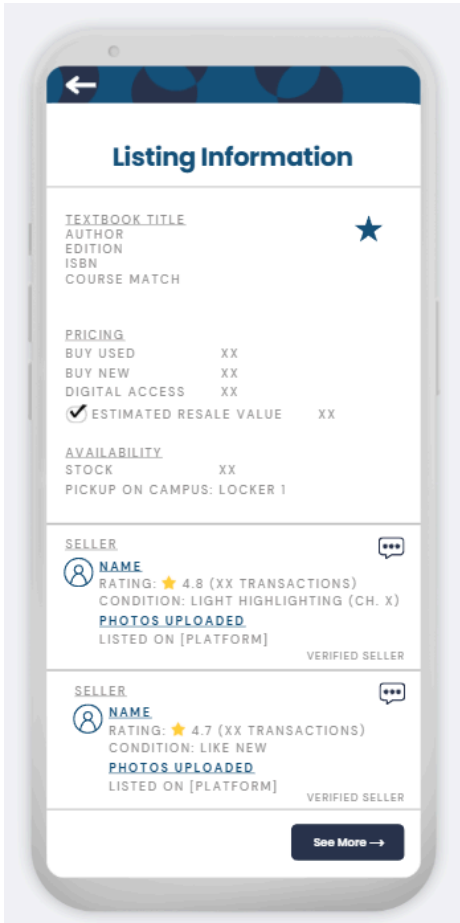 Listing Information
TEXTBOOK TITLE
AUTHOR
EDITION
ISBN
COURSE MATCH
PRICING
BUY USED XX
BUY NEW XX
DIGITAL ACCESS XX
ESTIMATED RESALE VALUE XX
AVAILABILITY
STOCK XX
PICKUP ON CAMPUS: LOCKER 1
SELLER
NAME
RATING: ⭐ 4.8 (XX TRANSACTIONS)
CONDITION: LIGHT HIGHLIGHTING (CH. X)
PHOTOS UPLOADED
LISTED ON [PLATFORM]
VERIFIED SELLER
SELLER
NAME
RATING: ⭐ 4.7 (XX TRANSACTIONS)
CONDITION: LIKE NEW
PHOTOS UPLOADED
LISTED ON [PLATFORM]
VERIFIED SELLER
See More →